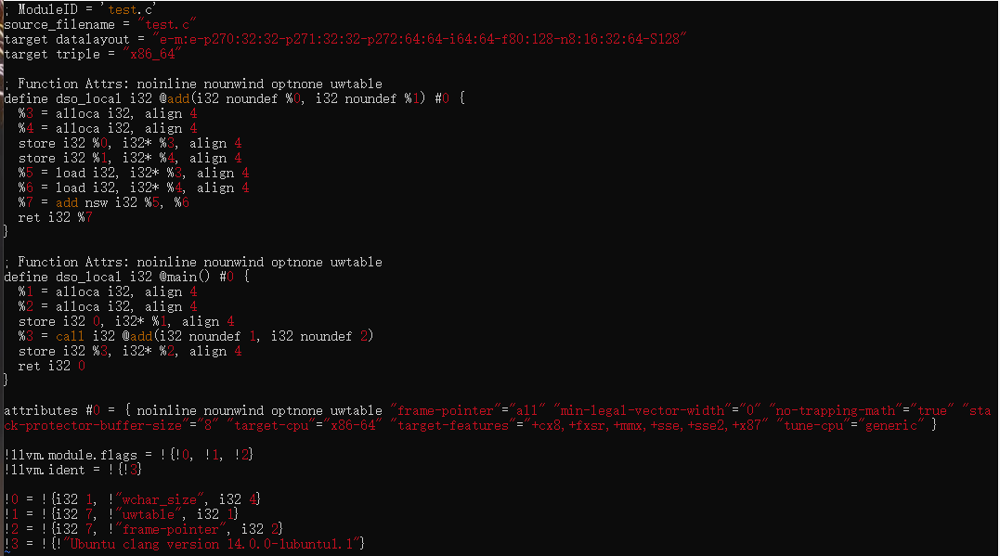 ; ModuleID = 'test.c'
source_filename = "test.c"
target datalayout = "e-m:e-p270:32:32-p271:32:32-p272:64:64-i64:64-f80:128-n8:16:32:64-S128"
target triple = "x86_64"
; Function Attrs: noinline nounwind optnone uwtable
define dso_local i32 @add(i32 noundef %0, i32 noundef %1) #0 {
  %3 = alloca i32, align 4
  %4 = alloca i32, align 4
  store i32 %0, i32* %3, align 4
  store i32 %1, i32* %4, align 4
  %5 = load i32, i32* %3, align 4
  %6 = load i32, i32* %4, align 4
  %7 = add nsw i32 %5, %6
  ret i32 %7
}
; Function Attrs: noinline nounwind optnone uwtable
define dso_local i32 @main() #0 {
  %1 = alloca i32, align 4
  %2 = alloca i32, align 4
  store i32 0, i32* %1, align 4
  %3 = call i32 @add(i32 noundef 1, i32 noundef 2)
  store i32 %3, i32* %2, align 4
  ret i32 0
}
attributes #0 = { noinline nounwind optnone uwtable "frame-pointer"="all" "min-legal-vector-width"="0" "no-trapping-math"="true" "sta
ck-protector-buffer-size"="8" "target-cpu"="x86-64" "target-features"="+cx8,+fxsr,+mmx,+sse,+sse2,+x87" "tune-cpu"="generic" }
!llvm.module.flags = !{!0, !1, !2}
!llvm.ident = !{!3}
!0 = !{i32 1, !"wchar_size", i32 4}
!1 = !{i32 7, !"uwtable", i32 1}
!2 = !{i32 7, !"frame-pointer", i32 2}
!3 = !{!"Ubuntu clang version 14.0.0-1ubuntu1.1"}
~